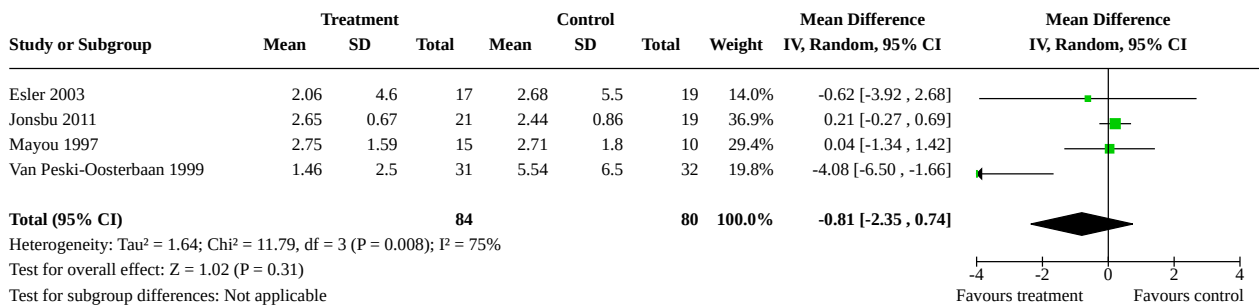 Treatment Control Mean Difference Mean Difference
Study or Subgroup Mean SD Total Mean SD Total Weight IV, Random, 95% CI IV, Random, 95% CI
Esler 2003 2.06 4.6 17 2.68 5.5 19 14.0% -0.62 [-3.92 , 2.68]
Jonsbu 2011 2.65 0.67 21 2.44 0.86 19 36.9% 0.21 [-0.27 , 0.69]
Mayou 1997 2.75 1.59 15 2.71 1.8 10 29.4% 0.04 [-1.34 , 1.42]
Van Peski-Oosterbaan 1999 1.46 2.5 31 5.54 6.5 32 19.8% -4.08 [-6.50 , -1.66]
Total (95% CI) 84 80 100.0% -0.81 [-2.35 , 0.74]
Heterogeneity: Tau² = 1.64; Chi² = 11.79, df = 3 (P = 0.008); I² = 75%
Test for overall effect: Z = 1.02 (P = 0.31) -4 -2 0 2 4
Test for subgroup differences: Not applicable Favours treatment Favours control